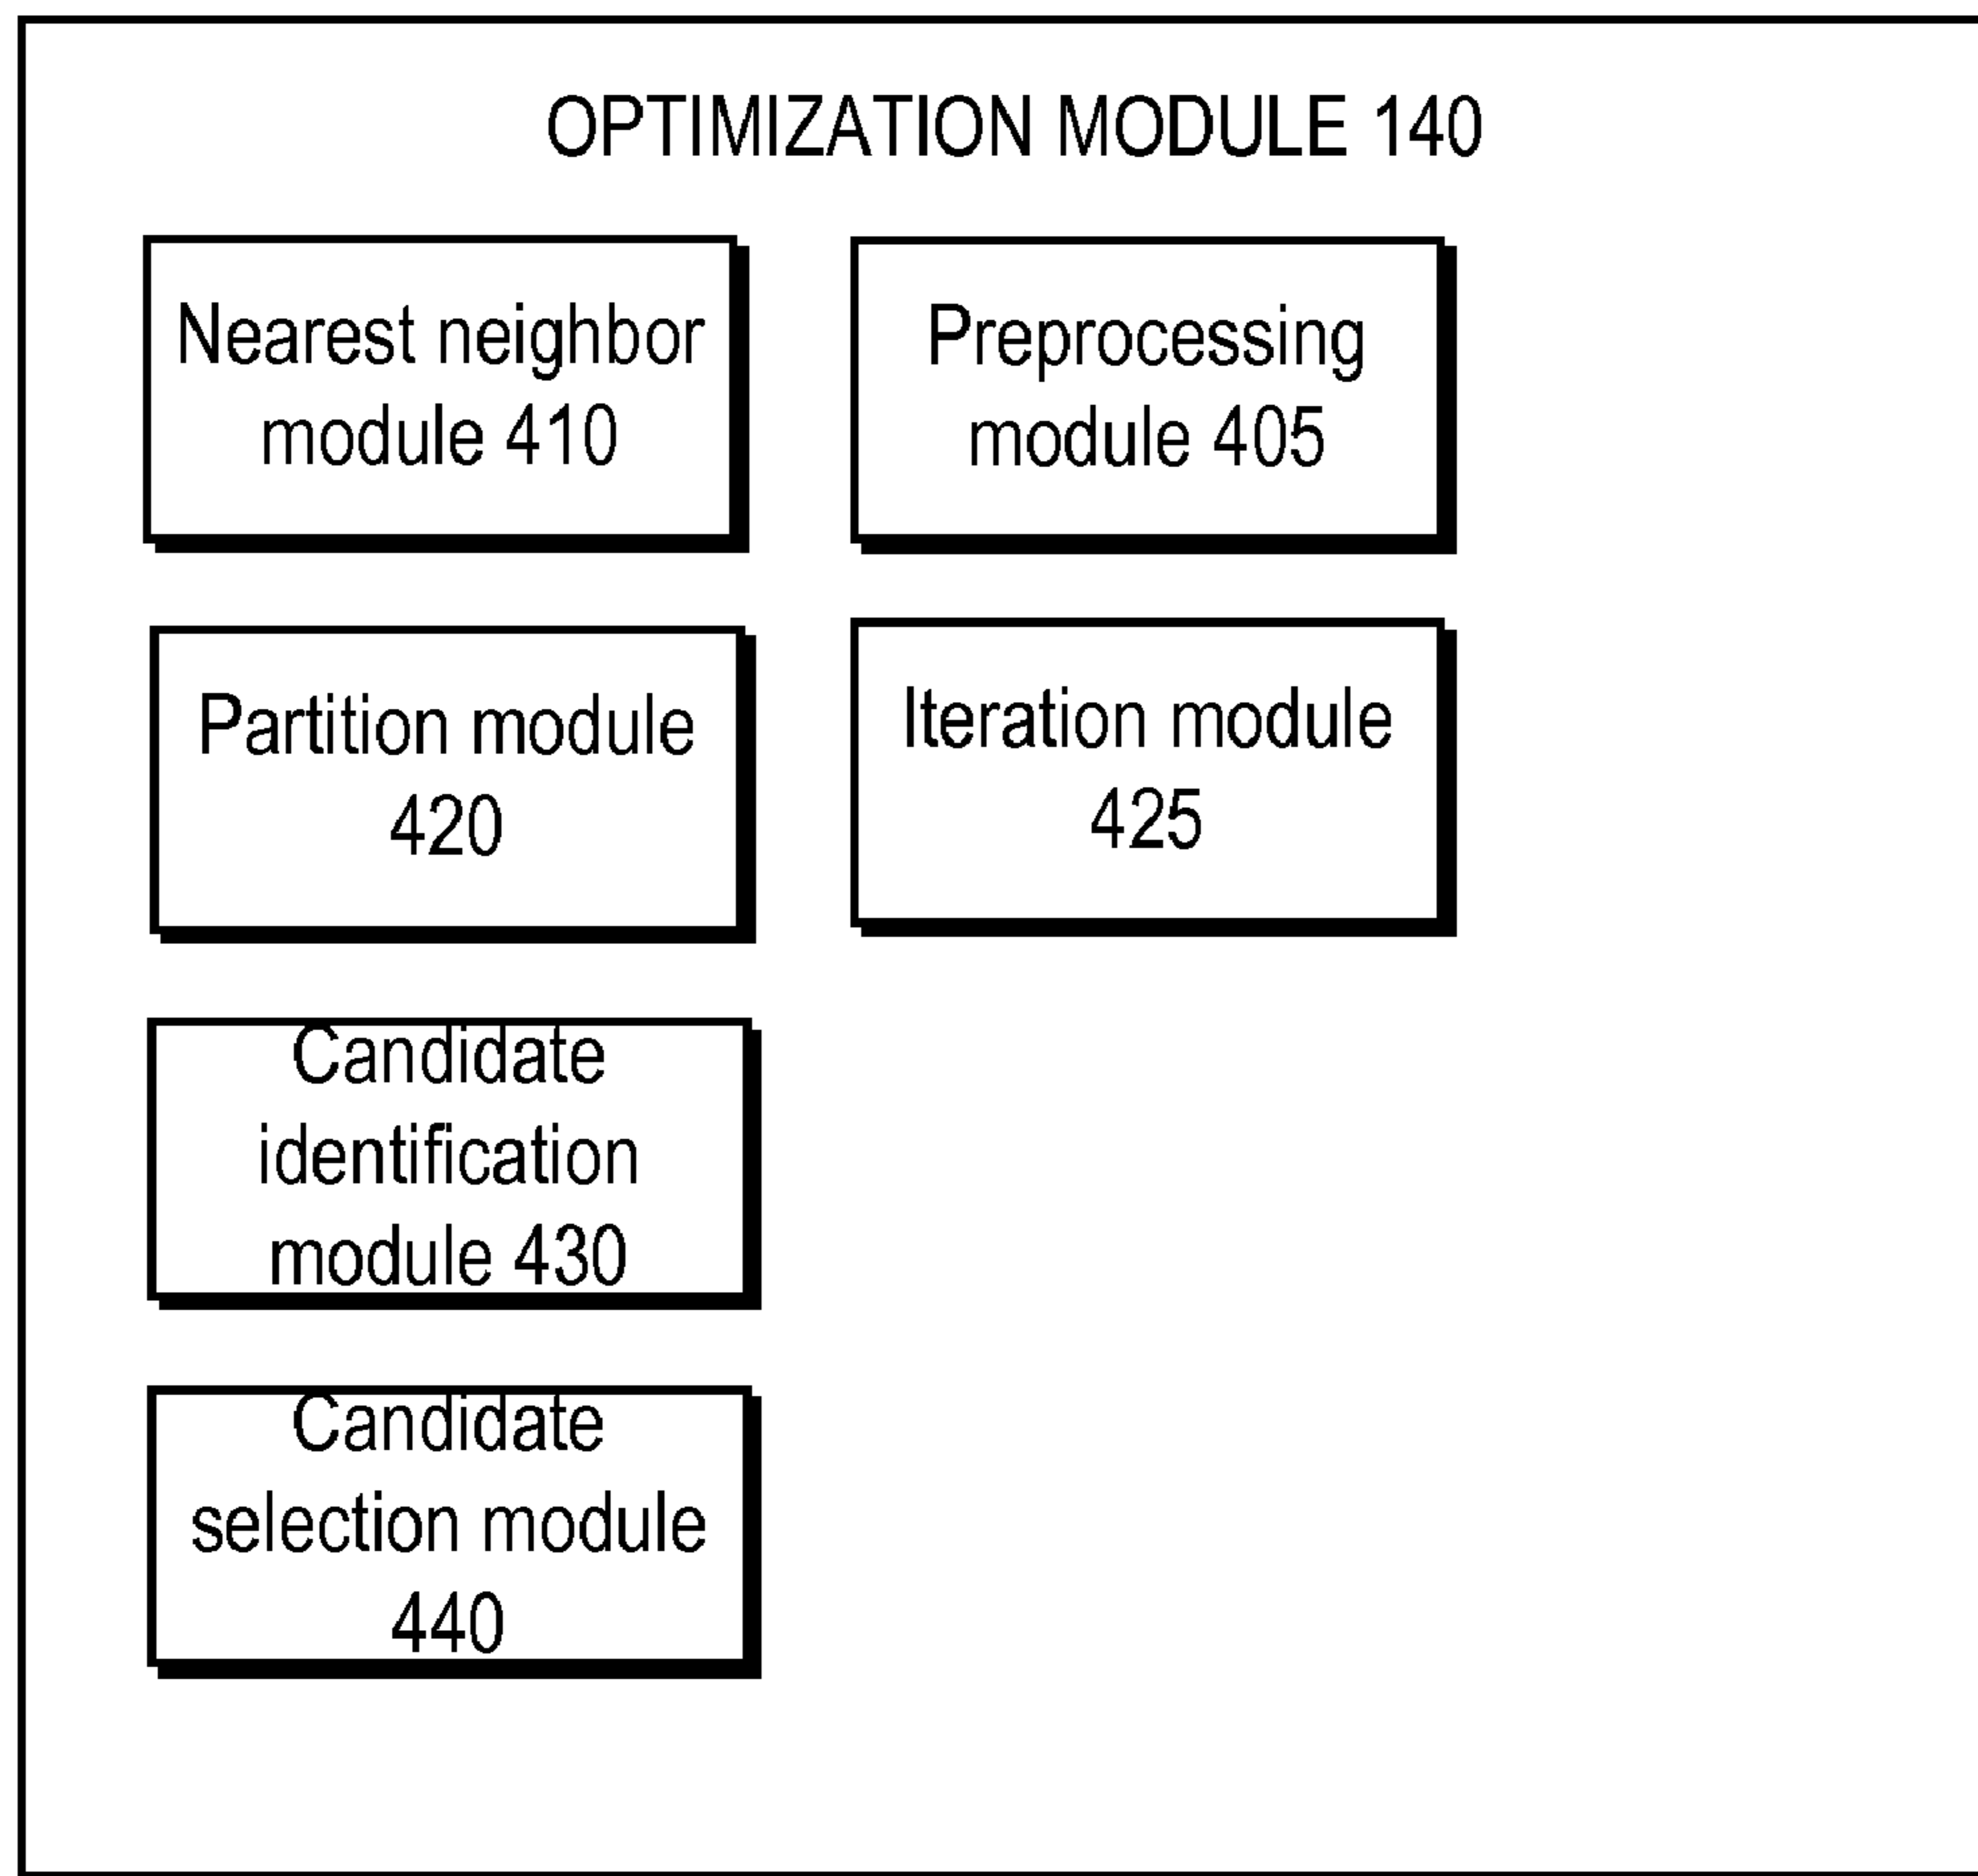 OPTIMIZATION MODULE 140
Nearest neighbor
module 410
Preprocessing
module 405
Partition module
420
Iteration module
425
Candidate
identification
module 430
Candidate
selection module
440